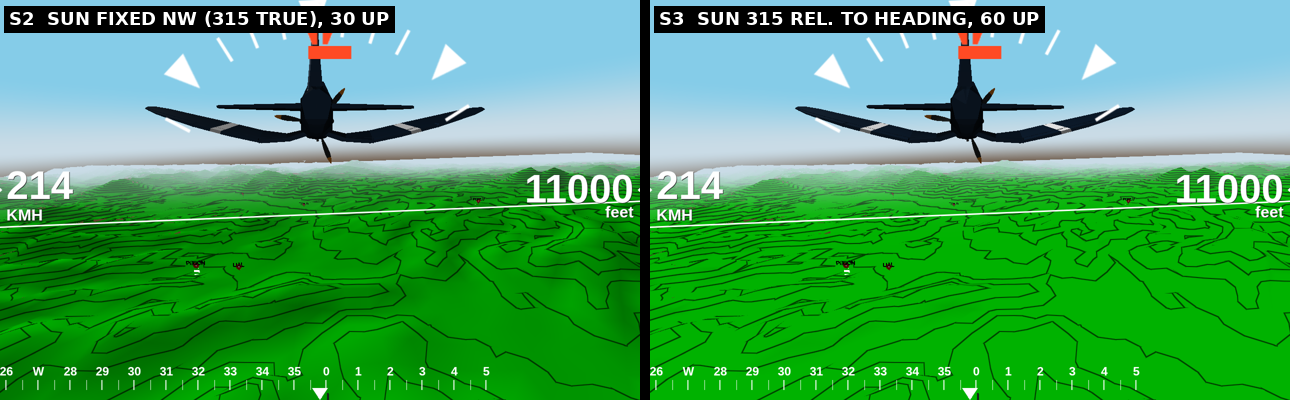 S2 SUN FIXED NW (315 TRUE), 30 UP
214
KMH
11000
feet
26 W 28 29 30 31 32 33 34 35 0 1 2 3 4 5
S3 SUN 315 REL. TO HEADING, 60 UP
214
KMH
11000
feet
26 W 28 29 30 31 32 33 34 35 0 1 2 3 4 5